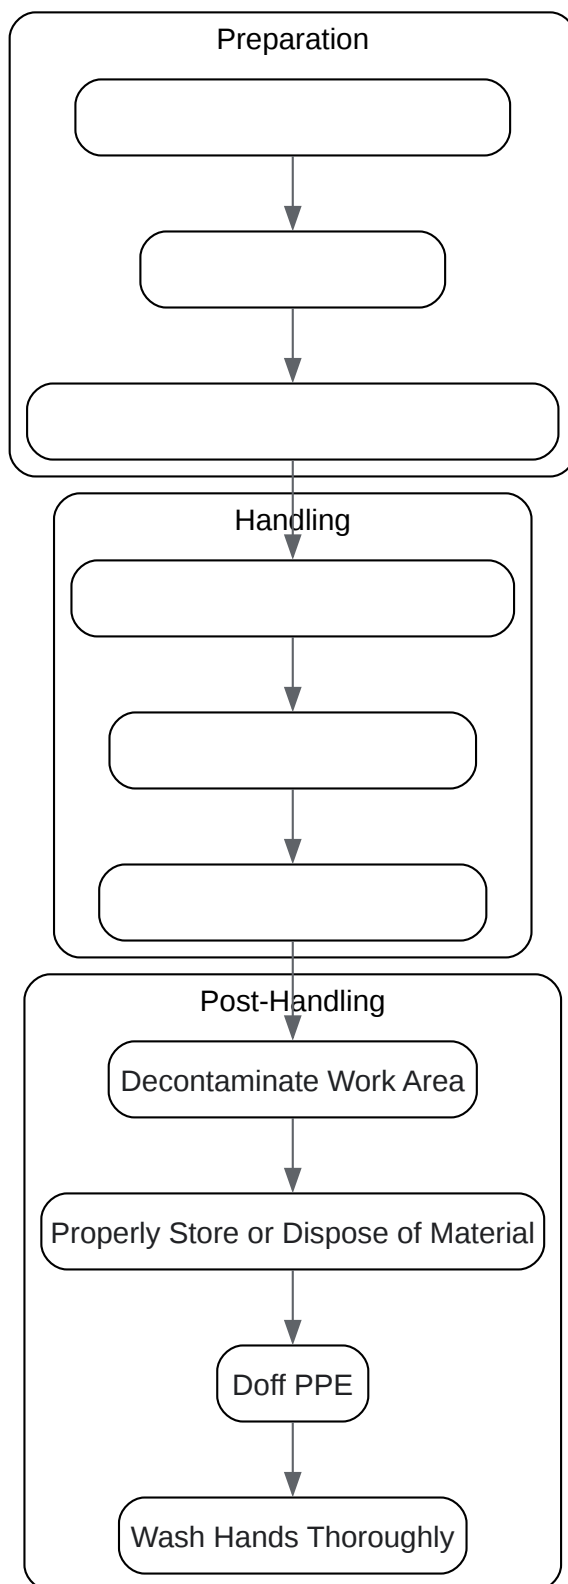 Preparation
Handling
Post-Handling
Decontaminate Work Area
Properly Store or Dispose of Material
Doff PPE
Wash Hands Thoroughly